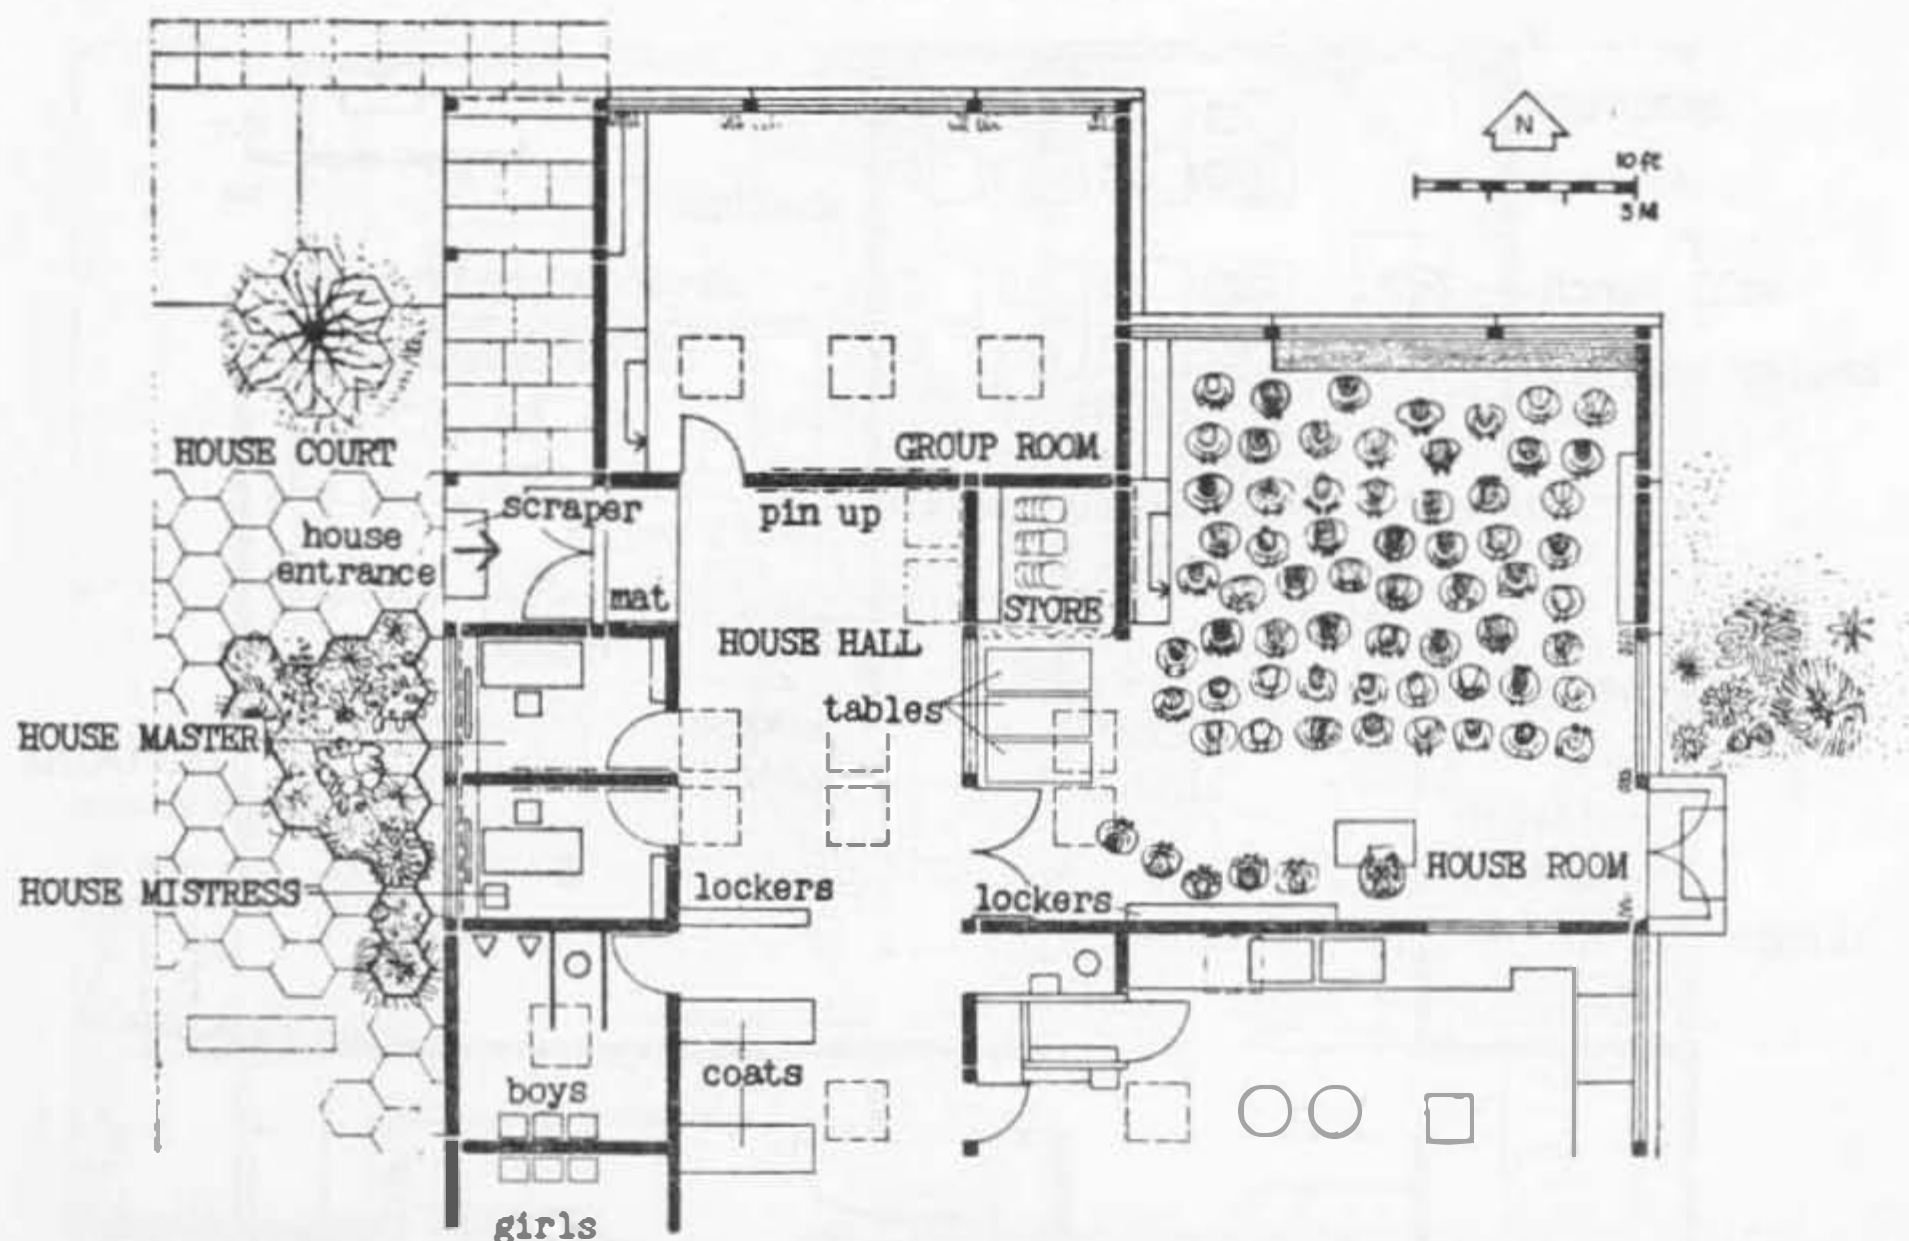 N
10 ft
3 M
HOUSE COURT
GROUP ROOM
scraper
pin up
house
entrance
mat
STORE
HOUSE HALL
tables
HOUSE MASTER
HOUSE MISTRESS
lockers
lockers
HOUSE ROOM
coats
boys
girls